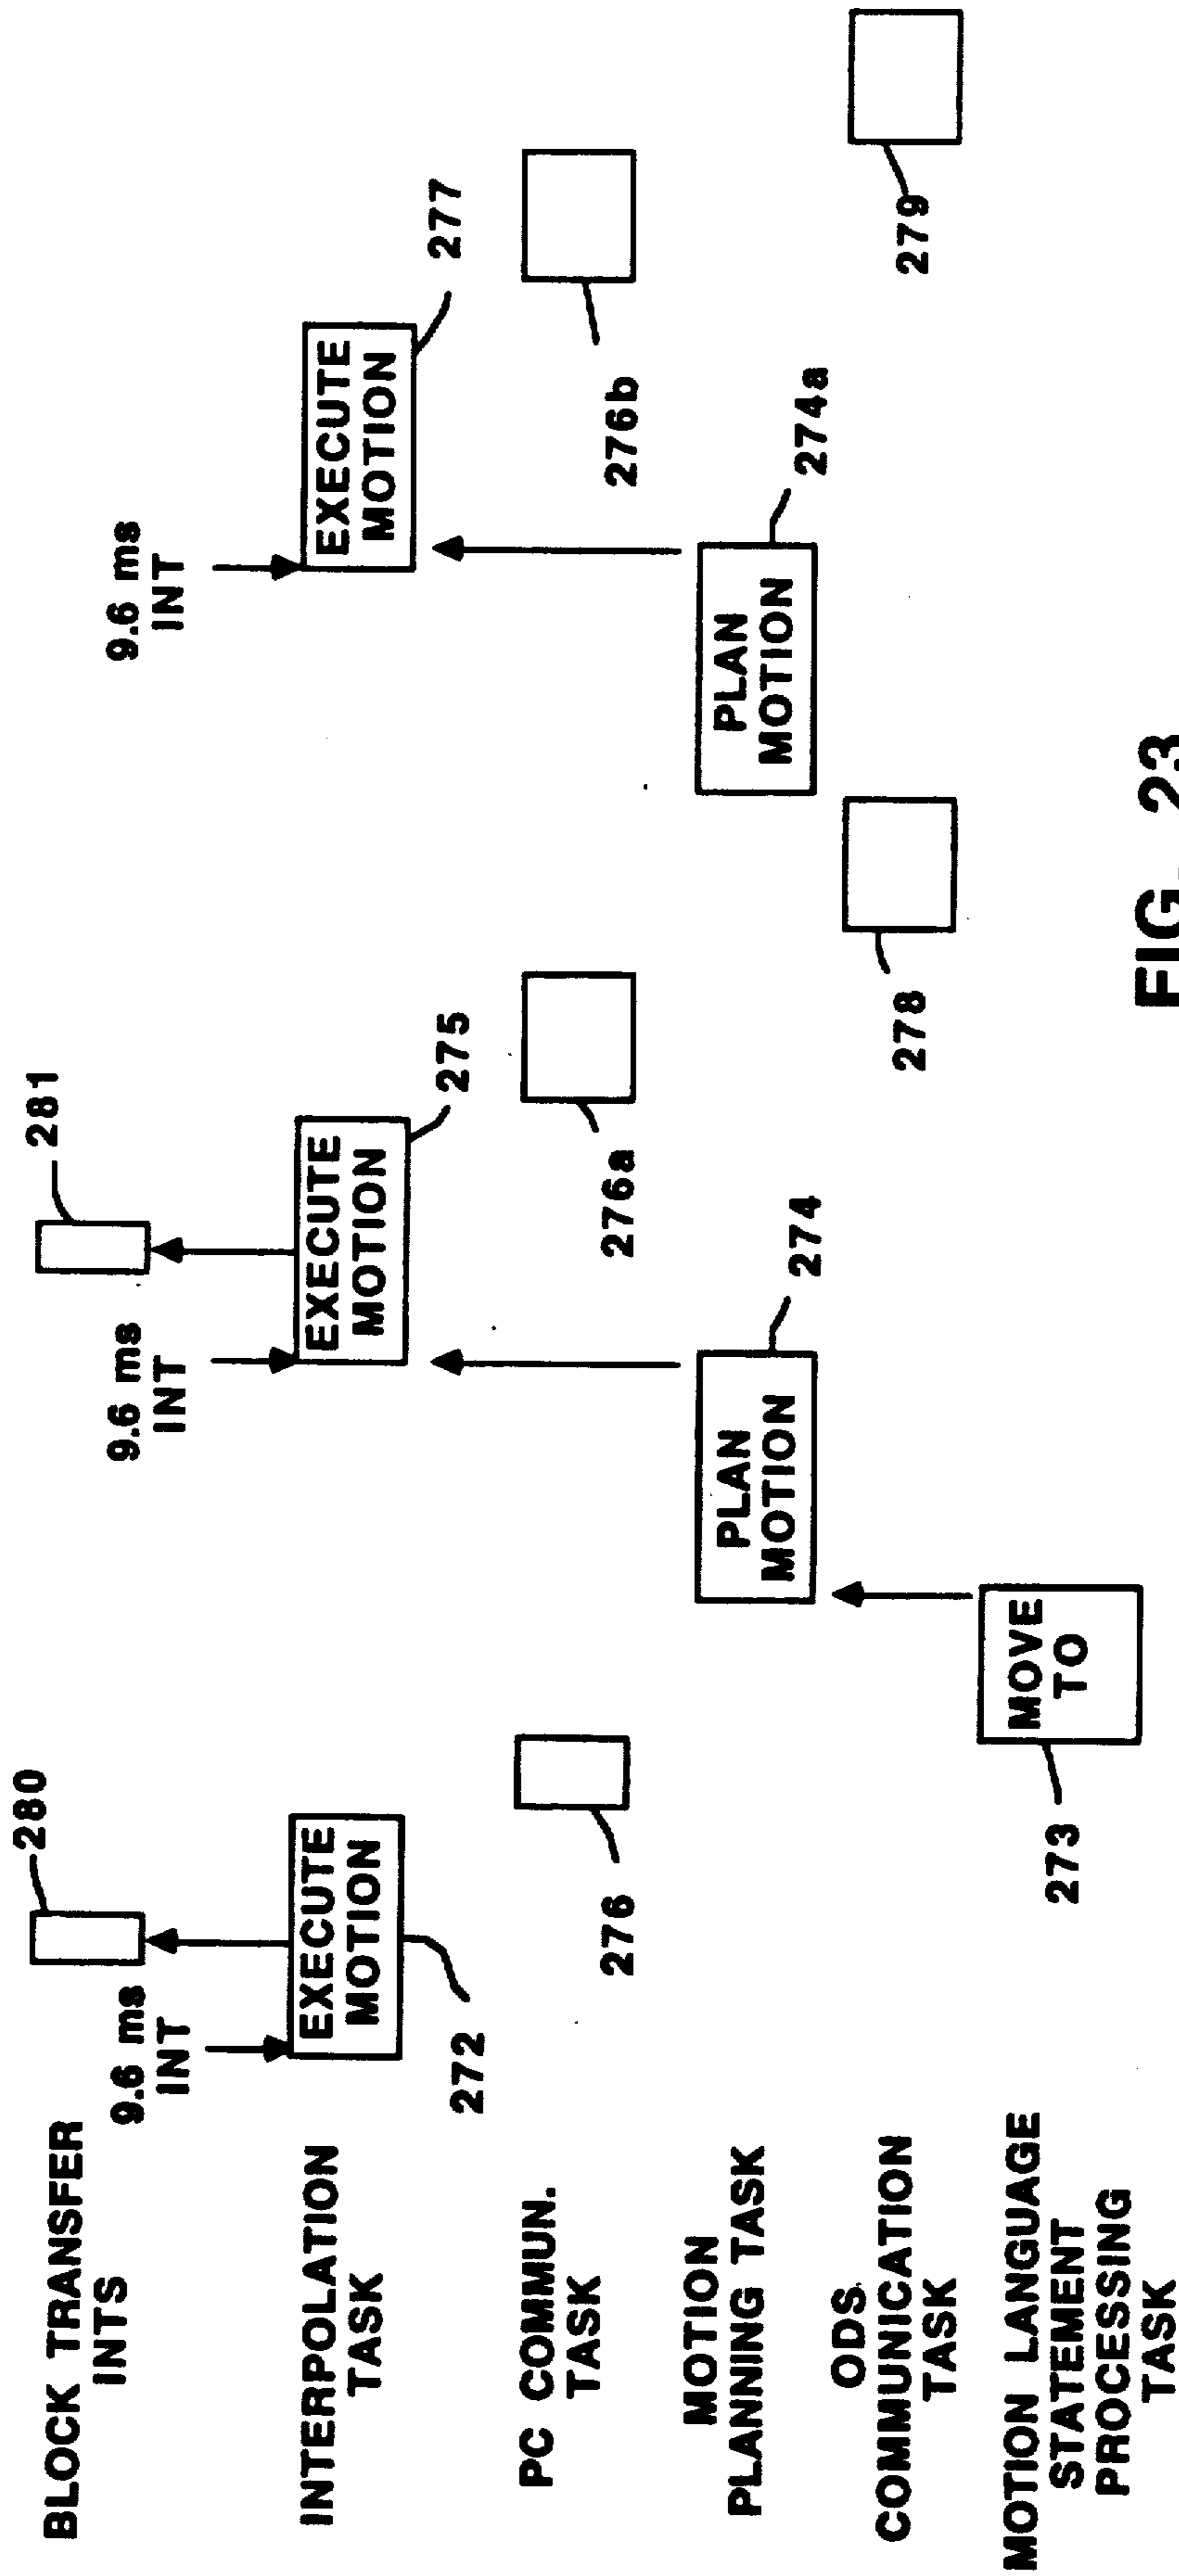 BLOCK TRANSFER
INTS
280
281
9.6 ms
INT
9.6 ms
INT
9.6 ms
INT
INTERPOLATION
TASK
EXECUTE
MOTION
272
EXECUTE
MOTION
275
EXECUTE
MOTION
277
PC COMMUN.
TASK
276
276a
276b
MOTION
PLANNING TASK
PLAN
MOTION
274
PLAN
MOTION
274a
ODS
COMMUNICATION
TASK
278
279
MOTION LANGUAGE
STATEMENT
PROCESSING
TASK
273
MOVE
TO
FIG. 23